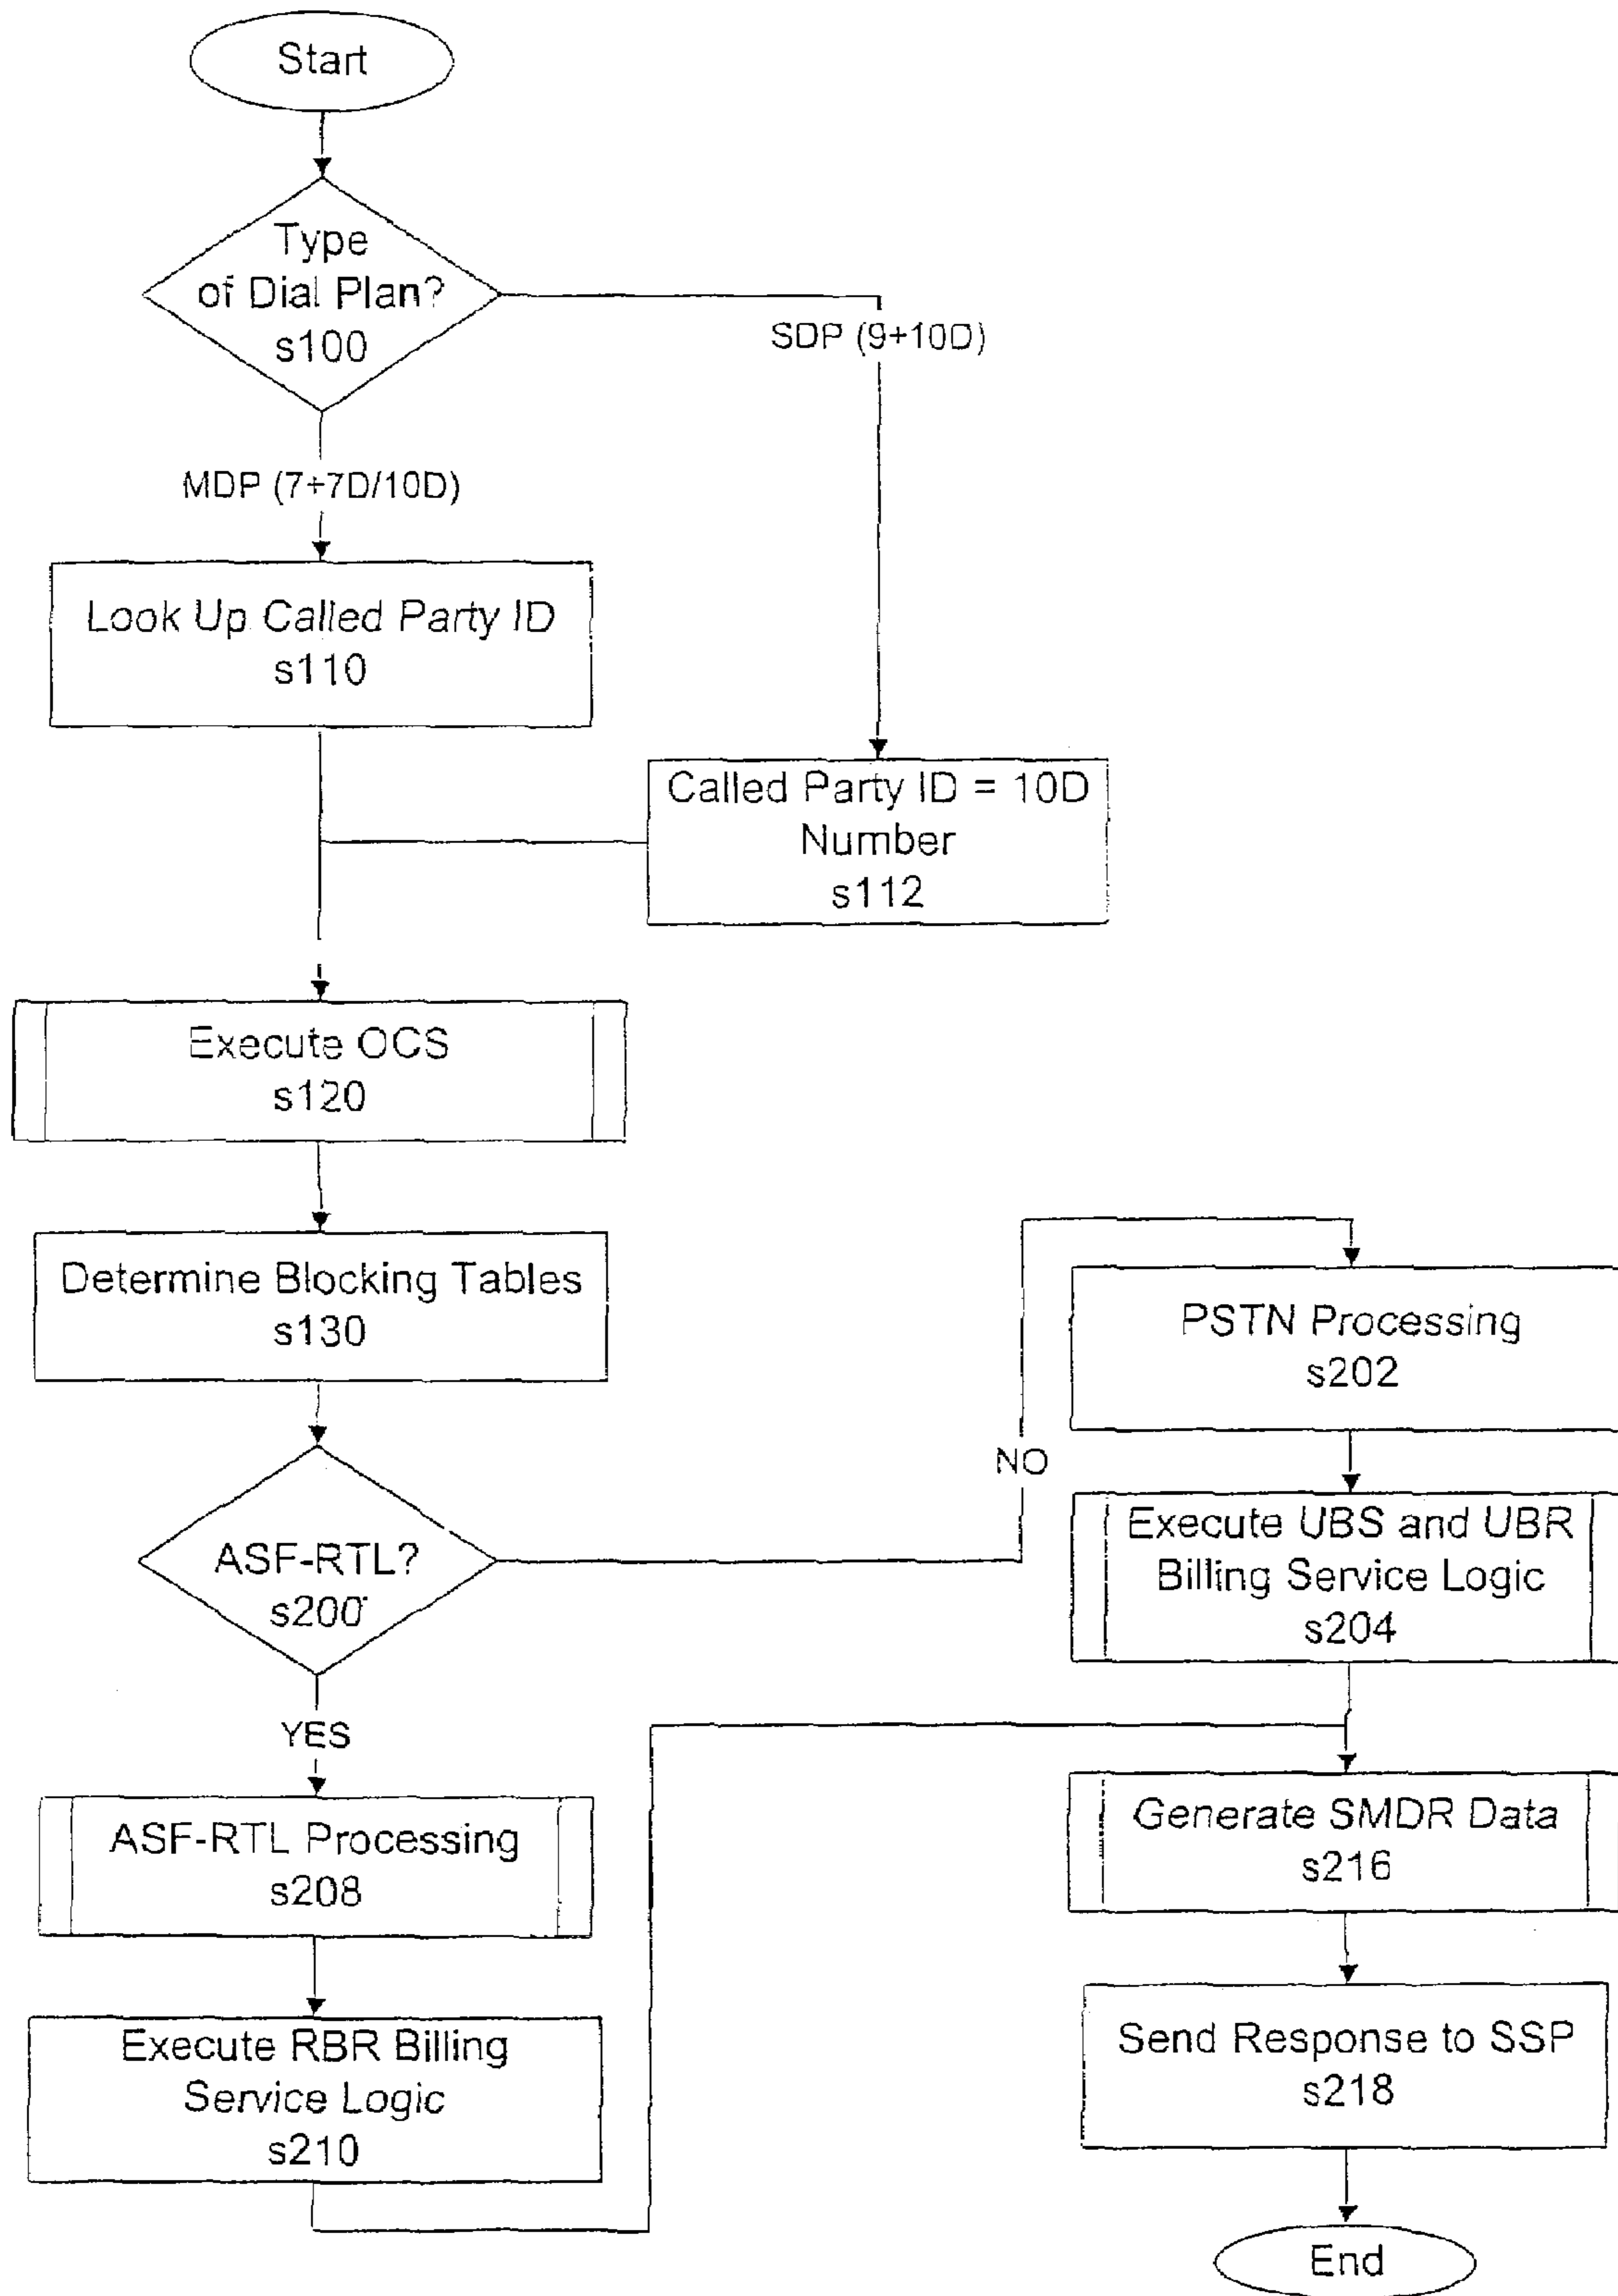 Start
Type
of Dial Plan?
s100
SDP (9+10D)
MDP (7+7D/10D)
Look Up Called Party ID
s110
Called Party ID = 10D
Number
s112
Execute OCS
s120
Determine Blocking Tables
s130
ASF-RTL?
s200
NO
YES
PSTN Processing
s202
Execute UBS and UBR
Billing Service Logic
s204
ASF-RTL Processing
s208
Execute RBR Billing
Service Logic
s210
Generate SMDR Data
s216
Send Response to SSP
s218
End